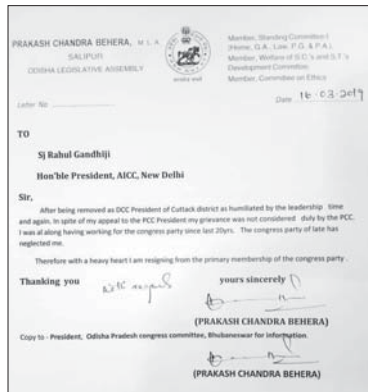 PRAKASH CHANDRA BEHERA, M L A
SALIPUR
ODISHA LEGISLATIVE ASSEMBLY
Member, Standing Committee-I
(Home, G.A., Law, P.G. & P.A.)
Member, Welfare of S.C.'s and S.T.'s
Development Committee
Member, Committee on Ethics
Letter No
Date 16.03.2019
TO
Sj Rahul Gandhiji
Hon'ble President, AICC, New Delhi
Sir,
After being removed as DCC President of Cuttack district as humiliated by the leadership time
and again. In spite of my appeal to the PCC President my grievance was not considered duly by the PCC.
I was al along having working for the congress party since last 20yrs. The congress party of late has
neglected me.
Therefore with a heavy heart I am resigning from the primary membership of the congress party .
Thanking you
with regards
yours sincerely
(PRAKASH CHANDRA BEHERA)
Copy to - President, Odisha Pradesh congress committee, Bhubaneswar for information
(PRAKASH CHANDRA BEHERA)